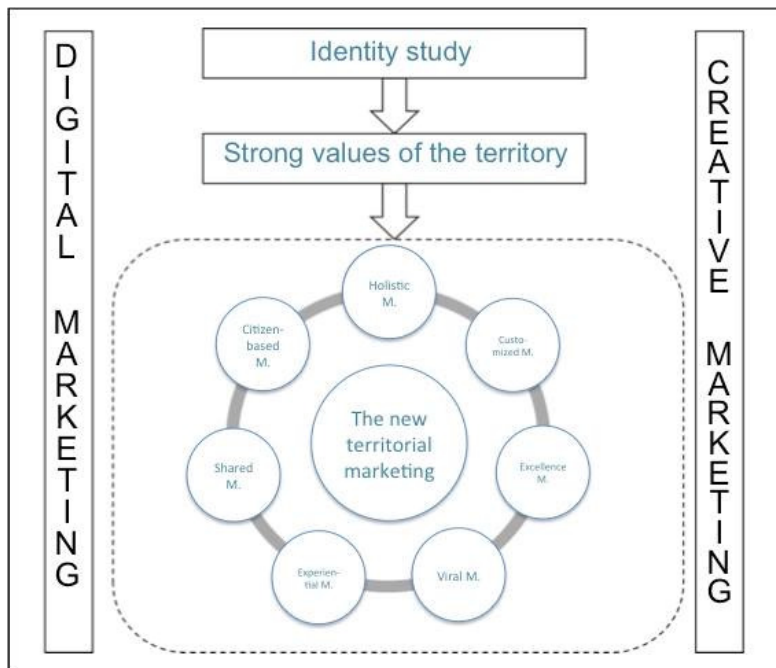 DIGITAL MARKETING
Identity study
Strong values of the territory
Holistic
M.
Custo-
mized M.
Excellence
M.
Viral M.
Experien-
tial M.
Shared
M.
Citizen-
based
M.
The new
territorial
marketing
CREATIVE MARKETING